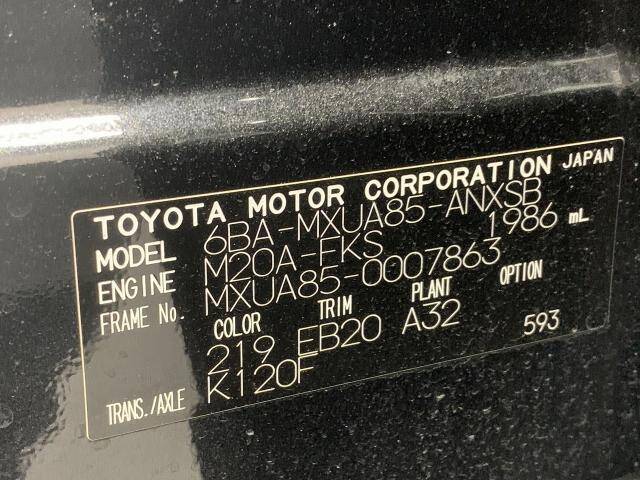 TOYOTA MOTOR CORPORATION JAPAN
MODEL 6BA-MXUA85-ANXSB
ENGINE M20A-FKS 1986 mL
FRAME No. MXUA85-0007863
COLOR TRIM PLANT OPTION
219 EB20 A32 593
TRANS./AXLE K120F